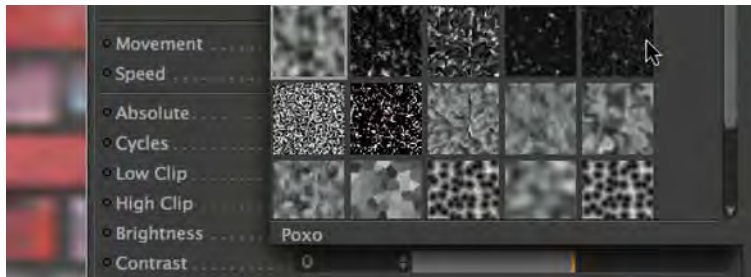 Movement
Speed
Absolute
Cycles
Low Clip
High Clip
Brightness
Poxo
Contrast 0